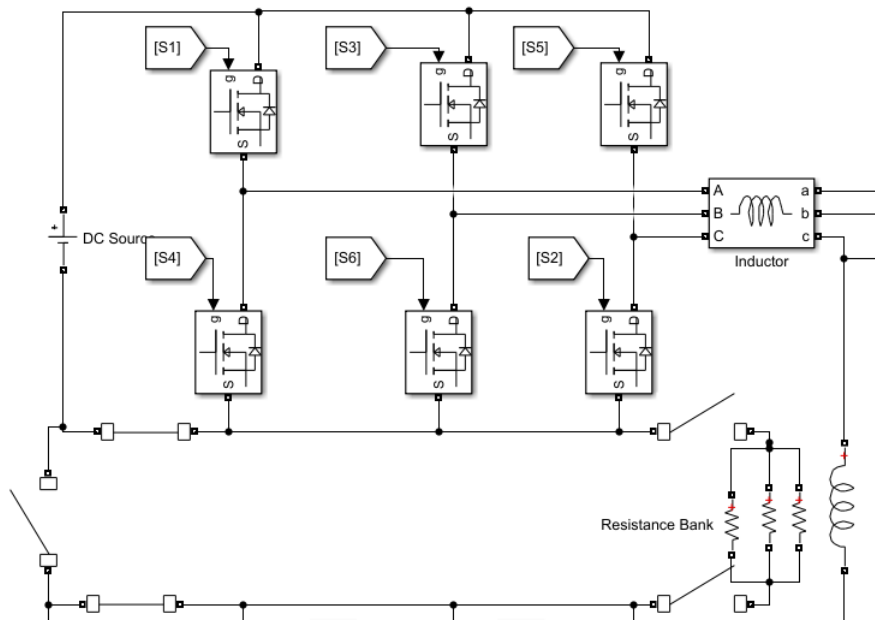 [S1]
[S3]
[S5]
g
D
S
g
D
S
g
D
S
A
B
C
a
b
c
Inductor
+
DC Source
[S4]
[S6]
[S2]
g
D
S
g
D
S
g
D
S
+
Resistance Bank
+
+
+